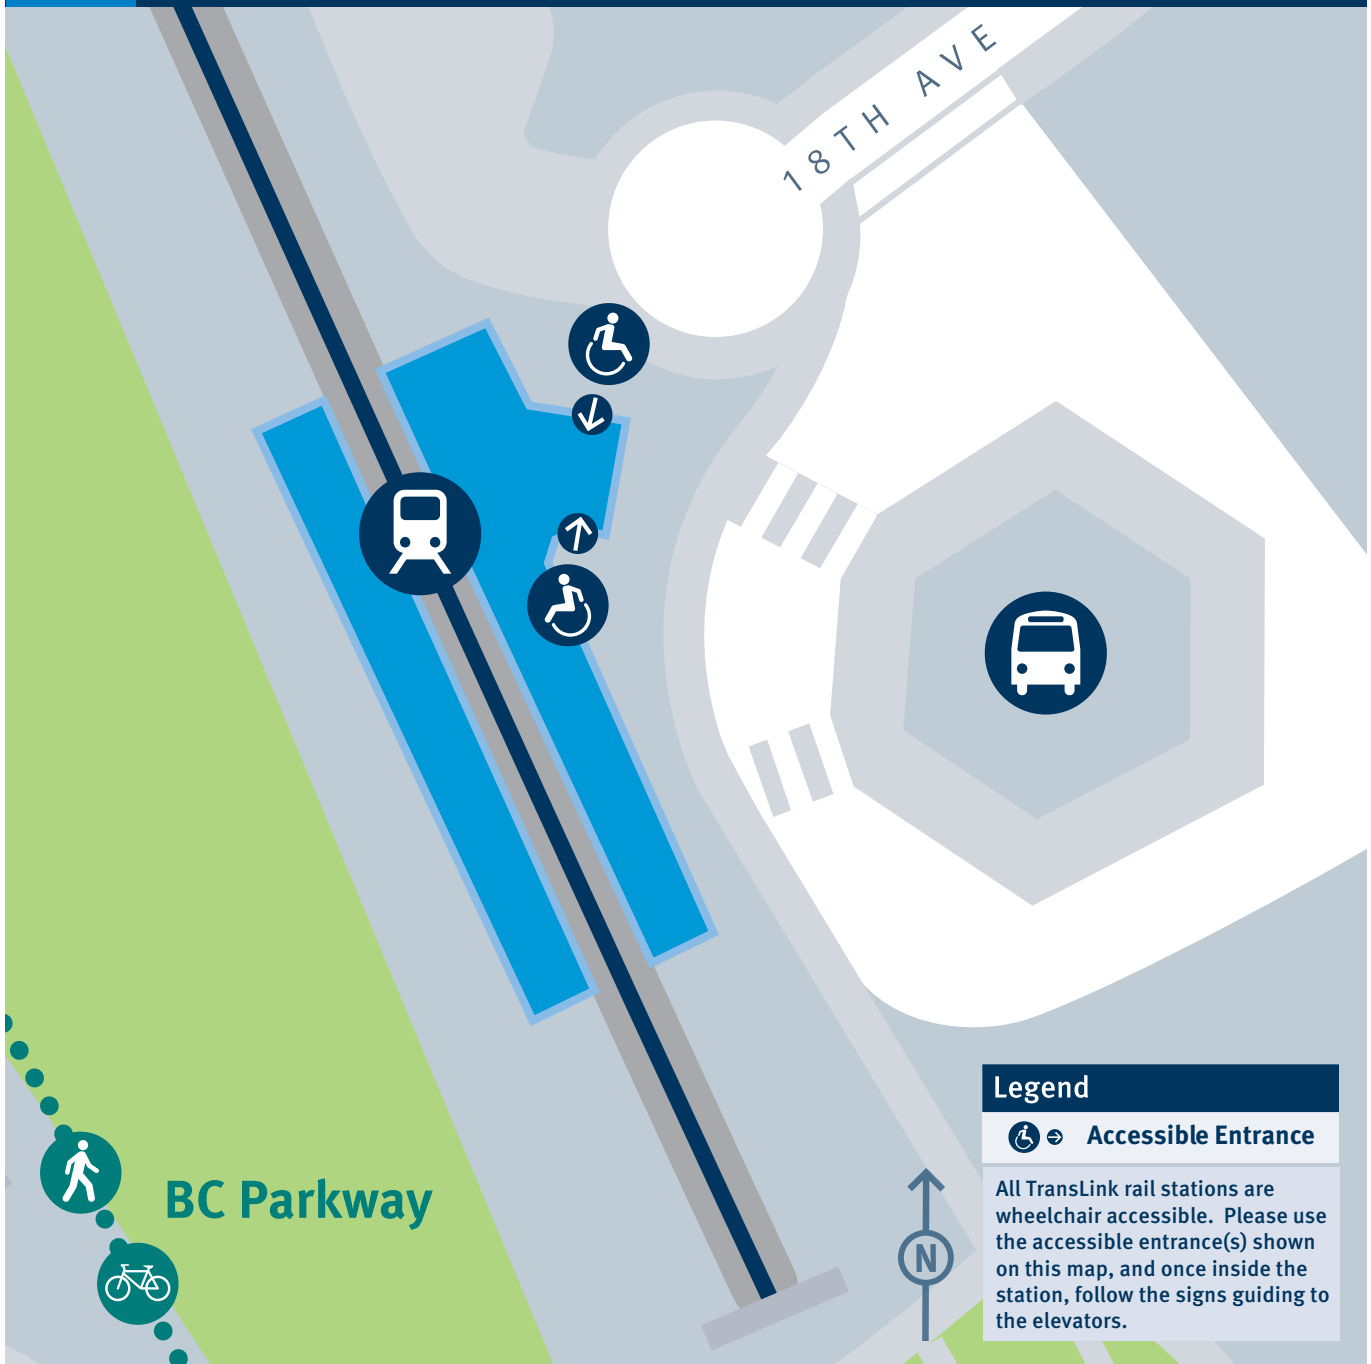 18TH AVE
BC Parkway
N
Legend
Accessible Entrance
All TransLink rail stations are
wheelchair accessible. Please use
the accessible entrance(s) shown
on this map, and once inside the
station, follow the signs guiding to
the elevators.